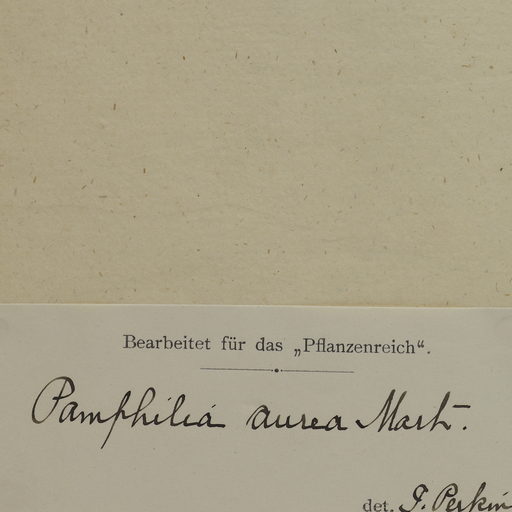 Bearbeitet für das „Pflanzenreich“.
Pamphilia aurea Mart.
det. J. Perkin